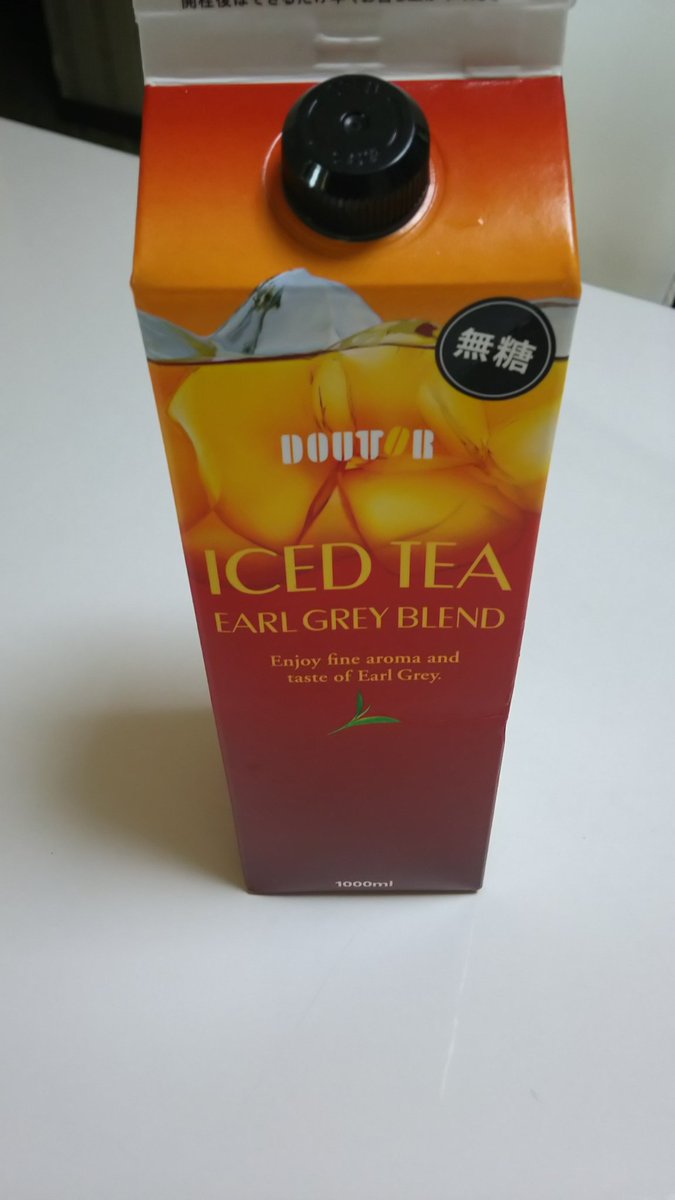 無糖
DOUTOR
ICED TEA
EARL GREY BLEND
Enjoy fine aroma and
taste of Earl Grey.
1000ml